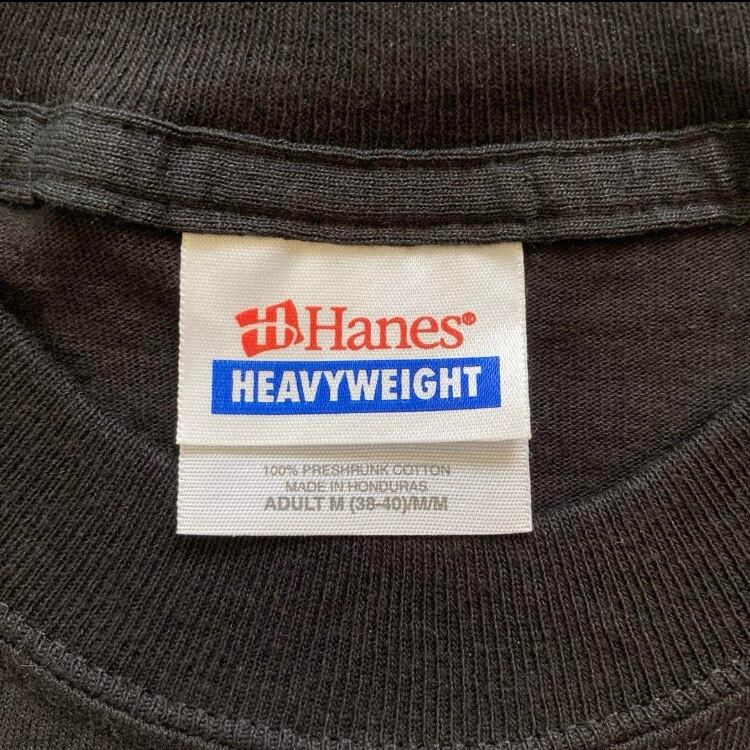 Hanes®
HEAVYWEIGHT
100% PRESHRUNK COTTON
MADE IN HONDURAS
ADULT M (38-40)/M/M